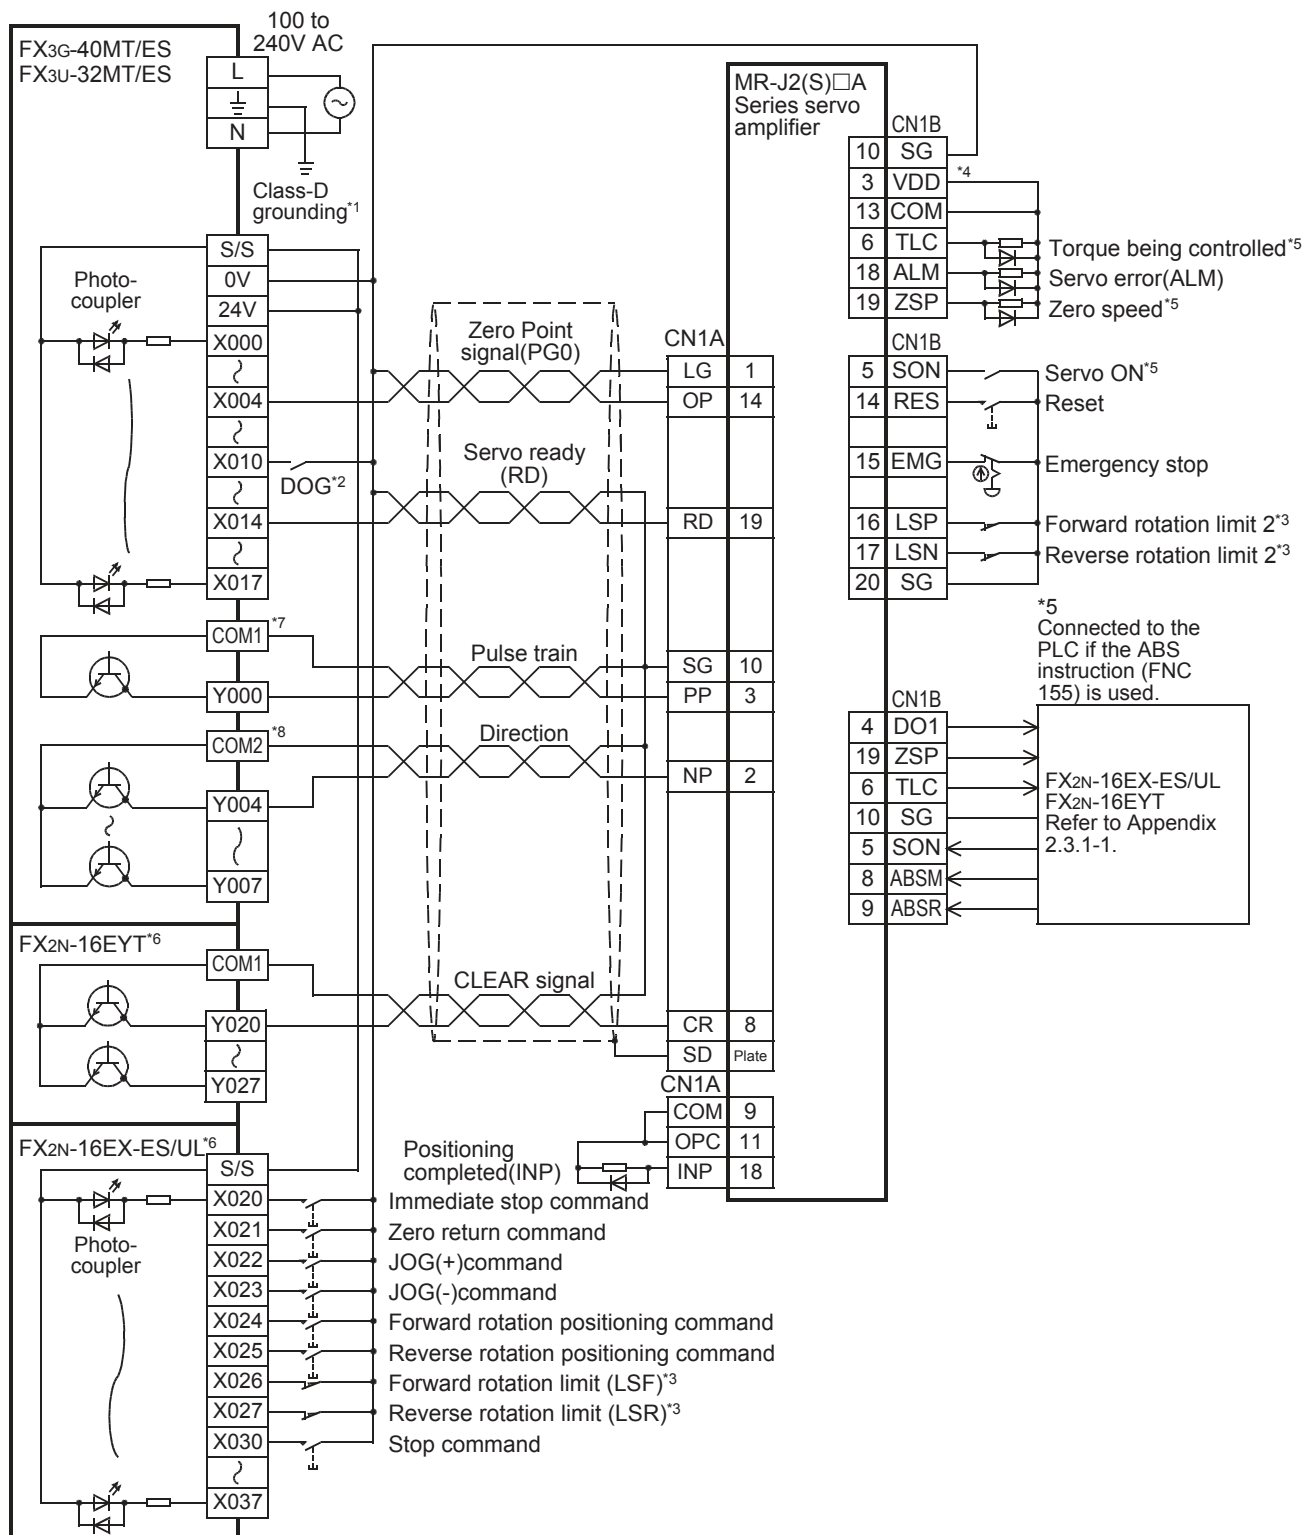 FX3G-40MT/ES
FX3U-32MT/ES
100 to
240V AC
L
N
Class-D
grounding*1
S/S
0V
24V
X000
X004
X010
X014
X017
Photo-
coupler
DOG*2
COM1
*7
Y000
COM2
*8
Y004
Y007
FX2N-16EYT*6
COM1
Y020
Y027
FX2N-16EX-ES/UL*6
S/S
X020
X021
X022
X023
X024
X025
X026
X027
X030
X037
Photo-
coupler
Immediate stop command
Zero return command
JOG(+)command
JOG(-)command
Forward rotation positioning command
Reverse rotation positioning command
Forward rotation limit (LSF)*3
Reverse rotation limit (LSR)*3
Stop command
Zero Point
signal(PG0)
Servo ready
(RD)
Pulse train
Direction
CLEAR signal
Positioning
completed(INP)
CN1A
LG 1
OP 14
RD 19
SG 10
PP 3
NP 2
CR 8
SD Plate
CN1A
COM 9
OPC 11
INP 18
MR-J2(S)□A
Series servo
amplifier
CN1B
10 SG
3 VDD *4
13 COM
6 TLC Torque being controlled*5
18 ALM Servo error(ALM)
19 ZSP Zero speed*5
CN1B
5 SON Servo ON*5
14 RES Reset
15 EMG Emergency stop
16 LSP Forward rotation limit 2*3
17 LSN Reverse rotation limit 2*3
20 SG
*5
Connected to the
PLC if the ABS
instruction (FNC
155) is used.
CN1B
4 DO1
19 ZSP
6 TLC
10 SG
5 SON
8 ABSM
9 ABSR
FX2N-16EX-ES/UL
FX2N-16EYT
Refer to Appendix
2.3.1-1.